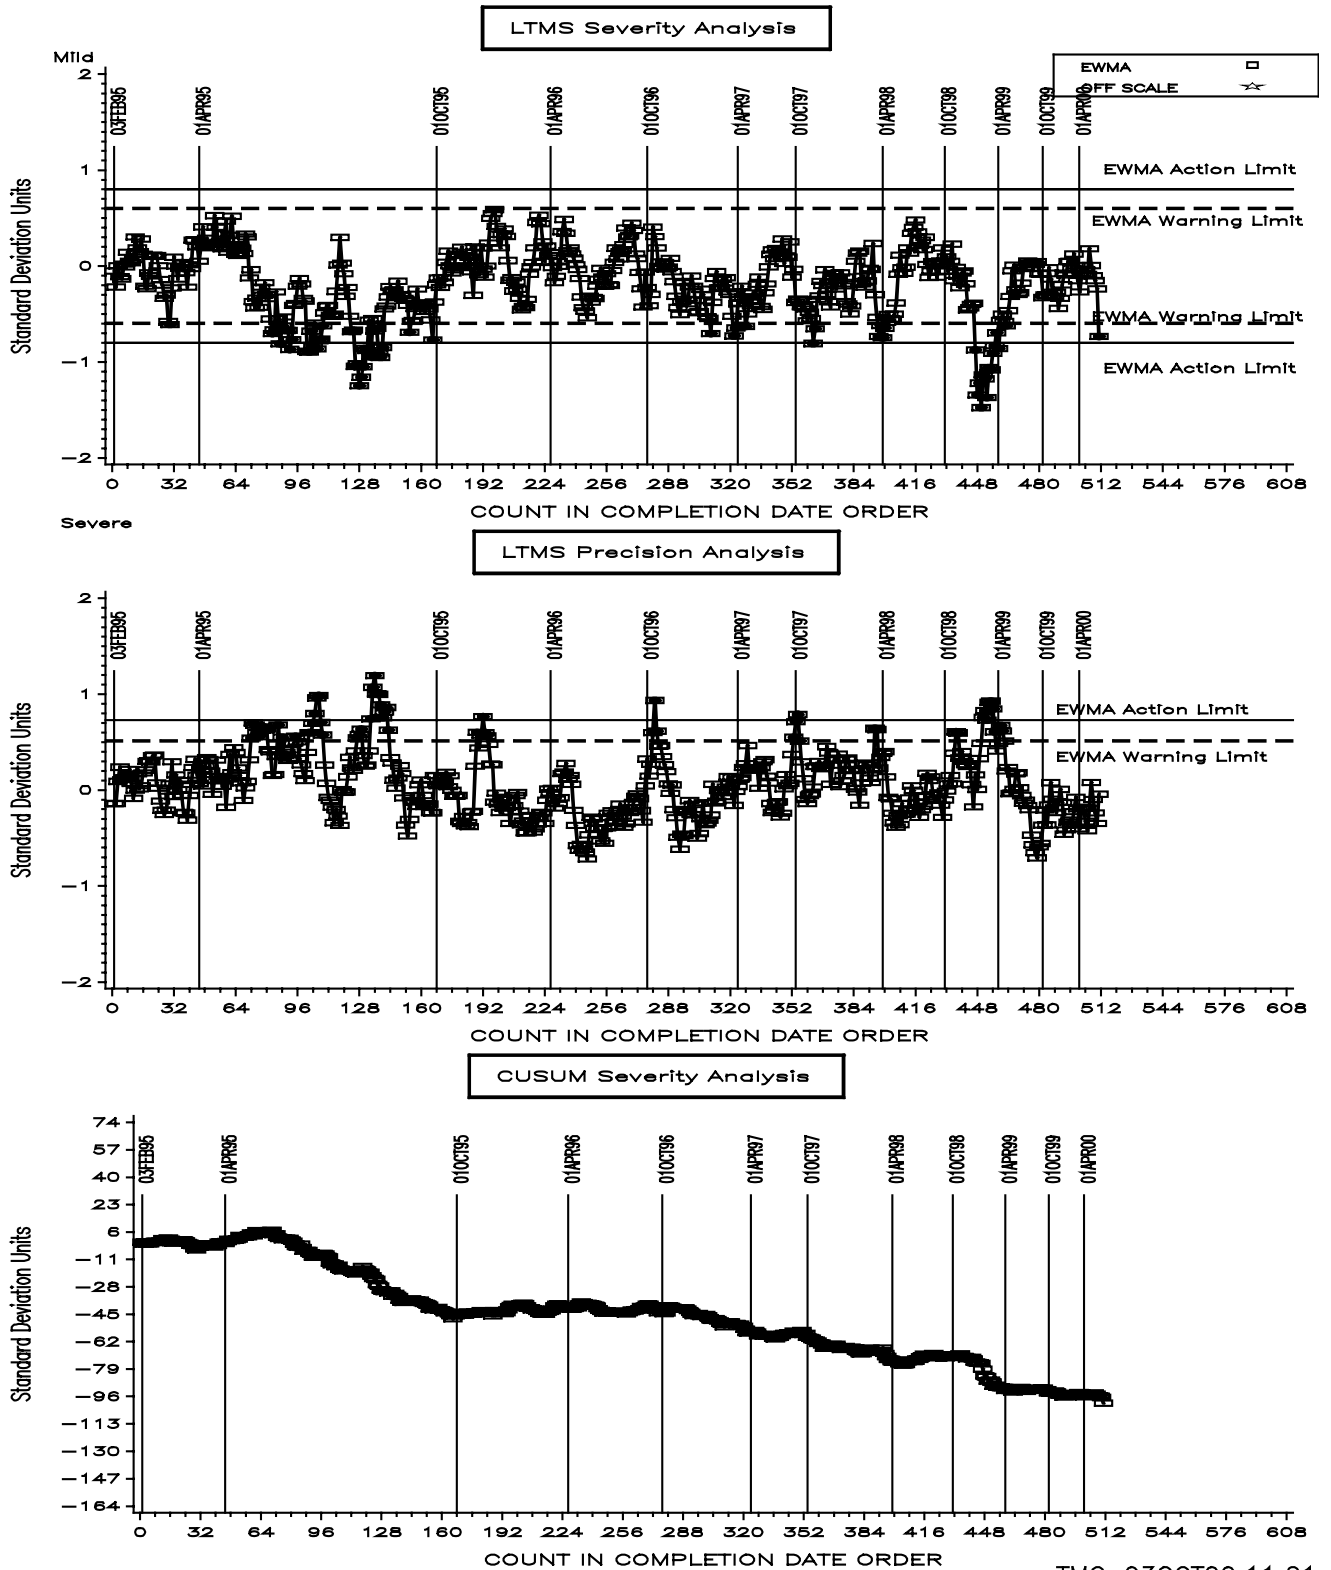 LTMS Severity Analysis
Mild
EWMA
OFF SCALE
2
1
0
−1
−2
Standard Deviation Units
03FEB95 01APR95 01OCT95 01APR96 01OCT96 01APR97 01OCT97 01APR98 01OCT98 01APR99 01OCT99 01APR00
EWMA Action Limit
EWMA Warning Limit
EWMA Warning Limit
EWMA Action Limit
0 32 64 96 128 160 192 224 256 288 320 352 384 416 448 480 512 544 576 608
COUNT IN COMPLETION DATE ORDER
Severe
LTMS Precision Analysis
2
1
0
−1
−2
Standard Deviation Units
03FEB95 01APR95 01OCT95 01APR96 01OCT96 01APR97 01OCT97 01APR98 01OCT98 01APR99 01OCT99 01APR00
EWMA Action Limit
EWMA Warning Limit
0 32 64 96 128 160 192 224 256 288 320 352 384 416 448 480 512 544 576 608
COUNT IN COMPLETION DATE ORDER
CUSUM Severity Analysis
74
57
40
23
6
−11
−28
−45
−62
−79
−96
−113
−130
−147
−164
Standard Deviation Units
03FEB95 01APR95 01OCT95 01APR96 01OCT96 01APR97 01OCT97 01APR98 01OCT98 01APR99 01OCT99 01APR00
0 32 64 96 128 160 192 224 256 288 320 352 384 416 448 480 512 544 576 608
COUNT IN COMPLETION DATE ORDER